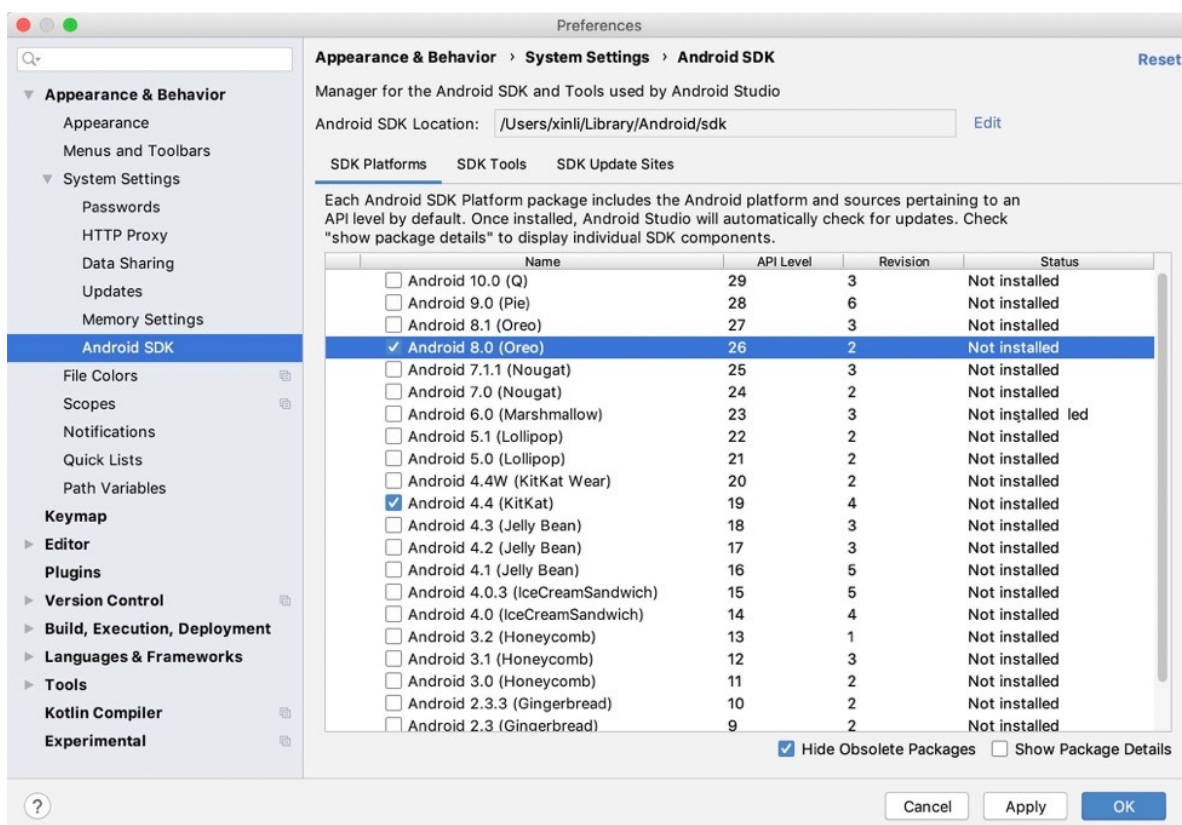 Preferences
Appearance & Behavior
Appearance
Menus and Toolbars
System Settings
Passwords
HTTP Proxy
Data Sharing
Updates
Memory Settings
Android SDK
File Colors
Scopes
Notifications
Quick Lists
Path Variables
Keymap
Editor
Plugins
Version Control
Build, Execution, Deployment
Languages & Frameworks
Tools
Kotlin Compiler
Experimental
Appearance & Behavior › System Settings › Android SDK Reset
Manager for the Android SDK and Tools used by Android Studio
Android SDK Location: /Users/xinli/Library/Android/sdk Edit
SDK Platforms SDK Tools SDK Update Sites
Each Android SDK Platform package includes the Android platform and sources pertaining to an
API level by default. Once installed, Android Studio will automatically check for updates. Check
"show package details" to display individual SDK components.
Name API Level Revision Status
Android 10.0 (Q) 29 3 Not installed
Android 9.0 (Pie) 28 6 Not installed
Android 8.1 (Oreo) 27 3 Not installed
Android 8.0 (Oreo) 26 2 Not installed
Android 7.1.1 (Nougat) 25 3 Not installed
Android 7.0 (Nougat) 24 2 Not installed
Android 6.0 (Marshmallow) 23 3 Not installed led
Android 5.1 (Lollipop) 22 2 Not installed
Android 5.0 (Lollipop) 21 2 Not installed
Android 4.4W (KitKat Wear) 20 2 Not installed
Android 4.4 (KitKat) 19 4 Not installed
Android 4.3 (Jelly Bean) 18 3 Not installed
Android 4.2 (Jelly Bean) 17 3 Not installed
Android 4.1 (Jelly Bean) 16 5 Not installed
Android 4.0.3 (IceCreamSandwich) 15 5 Not installed
Android 4.0 (IceCreamSandwich) 14 4 Not installed
Android 3.2 (Honeycomb) 13 1 Not installed
Android 3.1 (Honeycomb) 12 3 Not installed
Android 3.0 (Honeycomb) 11 2 Not installed
Android 2.3.3 (Gingerbread) 10 2 Not installed
Android 2.3 (Gingerbread) 9 2 Not installed
Hide Obsolete Packages Show Package Details
? Cancel Apply OK